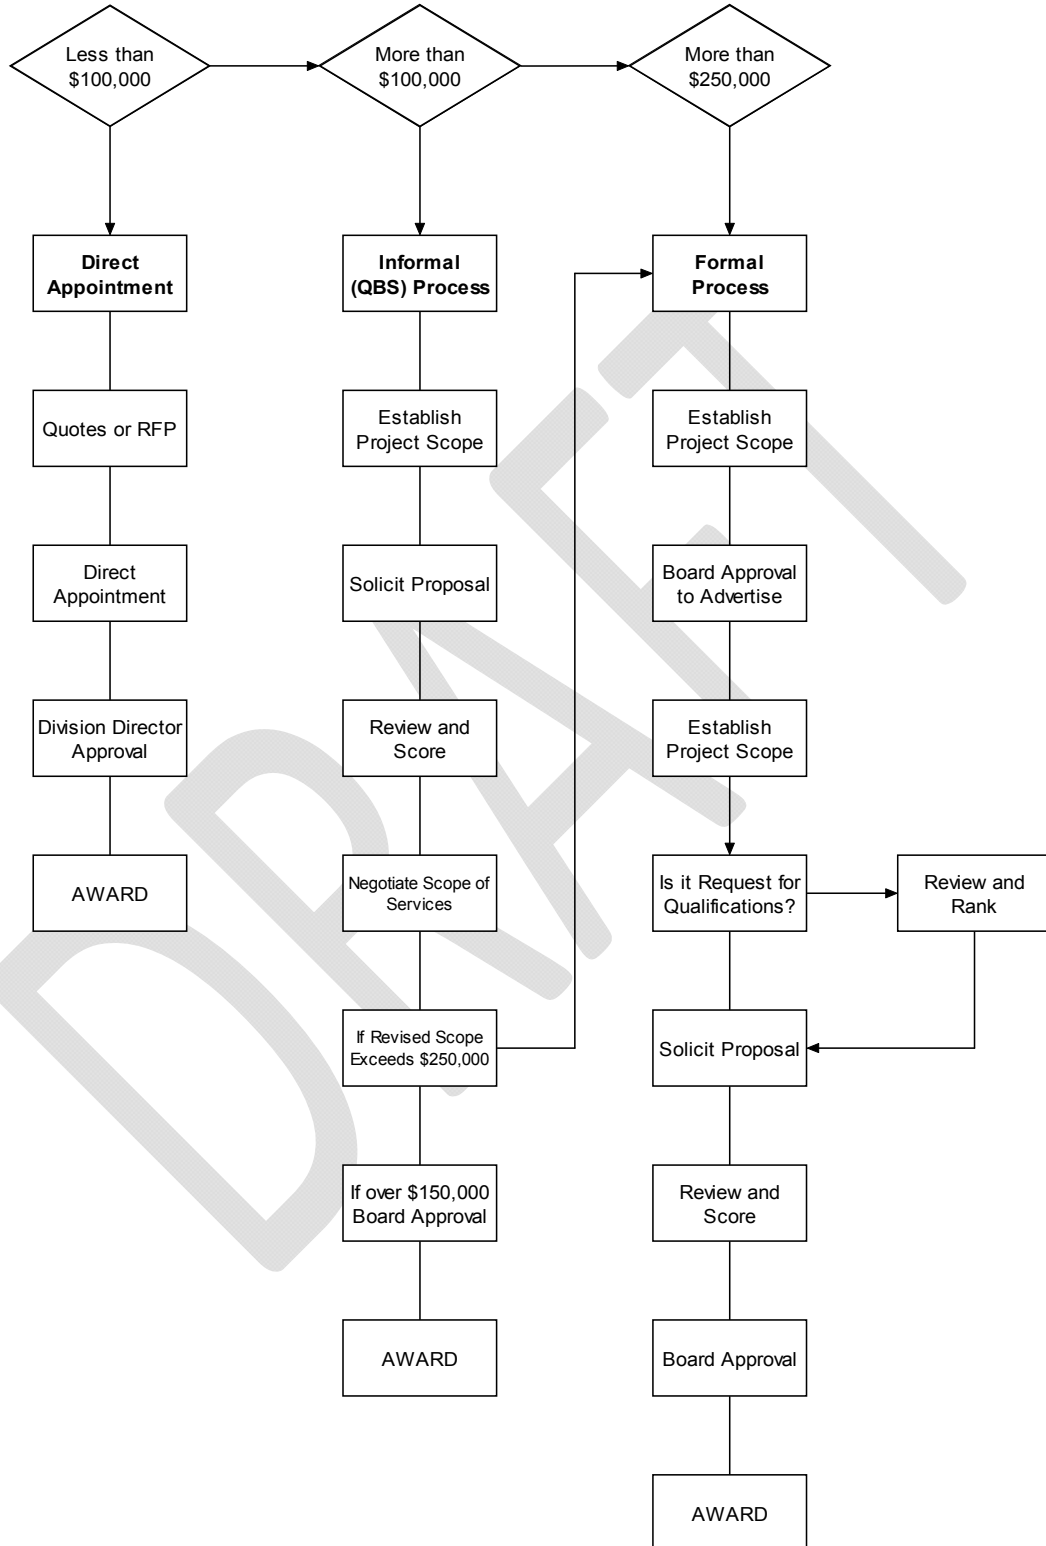 Less than
$100,000
More than
$100,000
More than
$250,000
Direct
Appointment
Quotes or RFP
Direct
Appointment
Division Director
Approval
AWARD
Informal
(QBS) Process
Establish
Project Scope
Solicit Proposal
Review and
Score
Negotiate Scope of
Services
If Revised Scope
Exceeds $250,000
If over $150,000
Board Approval
AWARD
Formal
Process
Establish
Project Scope
Board Approval
to Advertise
Establish
Project Scope
Is it Request for
Qualifications?
Review and
Rank
Solicit Proposal
Review and
Score
Board Approval
AWARD
DRAFT